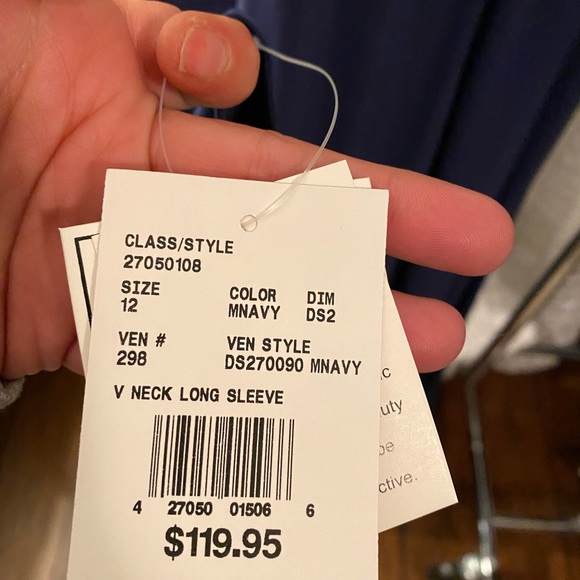 CLASS/STYLE
27050108
SIZE COLOR DIM
12 MNAVY DS2
VEN # VEN STYLE
298 DS270090 MNAVY
V NECK LONG SLEEVE
4 27050 01506 6
$119.95
ctive.